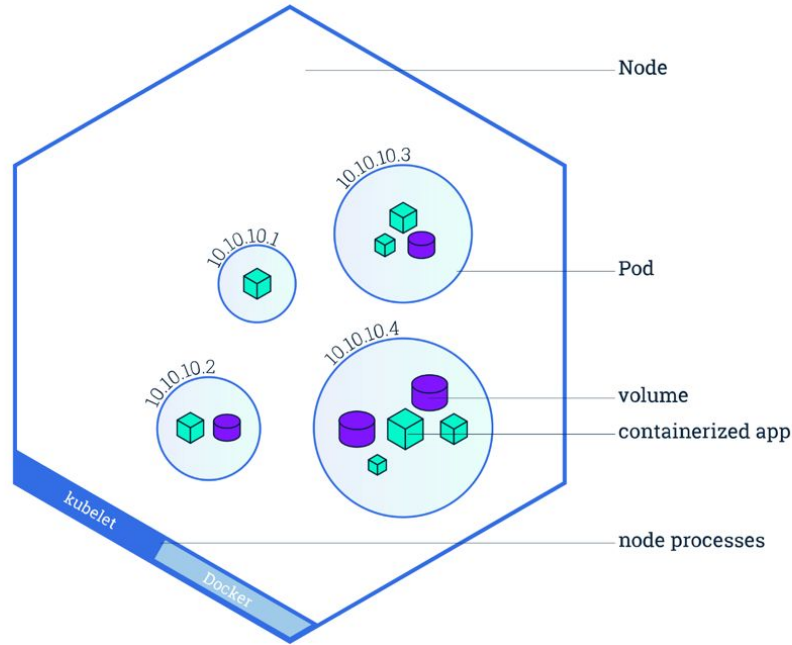 Node
10.10.10.3
10.10.10.1
Pod
10.10.10.4
10.10.10.2
volume
containerized app
kubelet
node processes
Docker